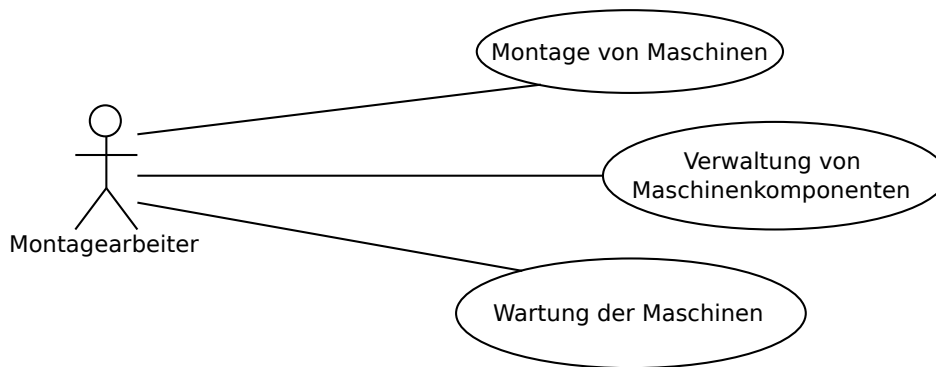 Montage von Maschinen
Verwaltung von
Maschinenkomponenten
Montagearbeiter
Wartung der Maschinen